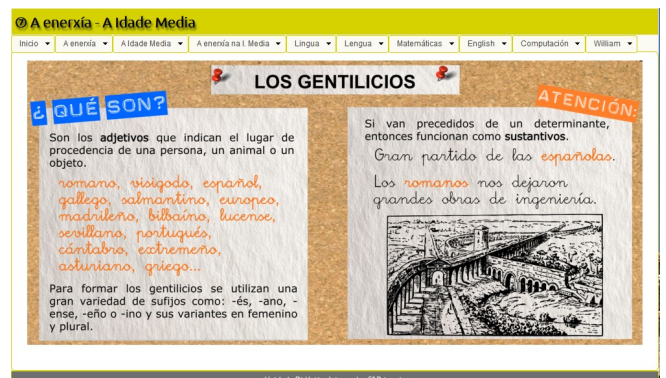 ⑦ A enerxía - A Idade Media
Inicio A enerxía A Idade Media A enerxía na I. Media Lingua Lengua Matemáticas English Computación William
LOS GENTILICIOS
¿QUÉ SON?
Son los adjetivos que indican el lugar de
procedencia de una persona, un animal o un
objeto.
romano, visigodo, español,
gallego, salmantino, europeo,
madrileño, bilbaíno, lucense,
sevillano, portugués,
cántabro, extremeño,
asturiano, griego...
Para formar los gentilicios se utilizan una
gran variedad de sufijos como: -és, -ano, -
ense, -eño o -ino y sus variantes en femenino
y plural.
ATENCIÓN:
Si van precedidos de un determinante,
entonces funcionan como sustantivos.
Gran partido de las españolas.
Los romanos nos dejaron
grandes obras de ingeniería.